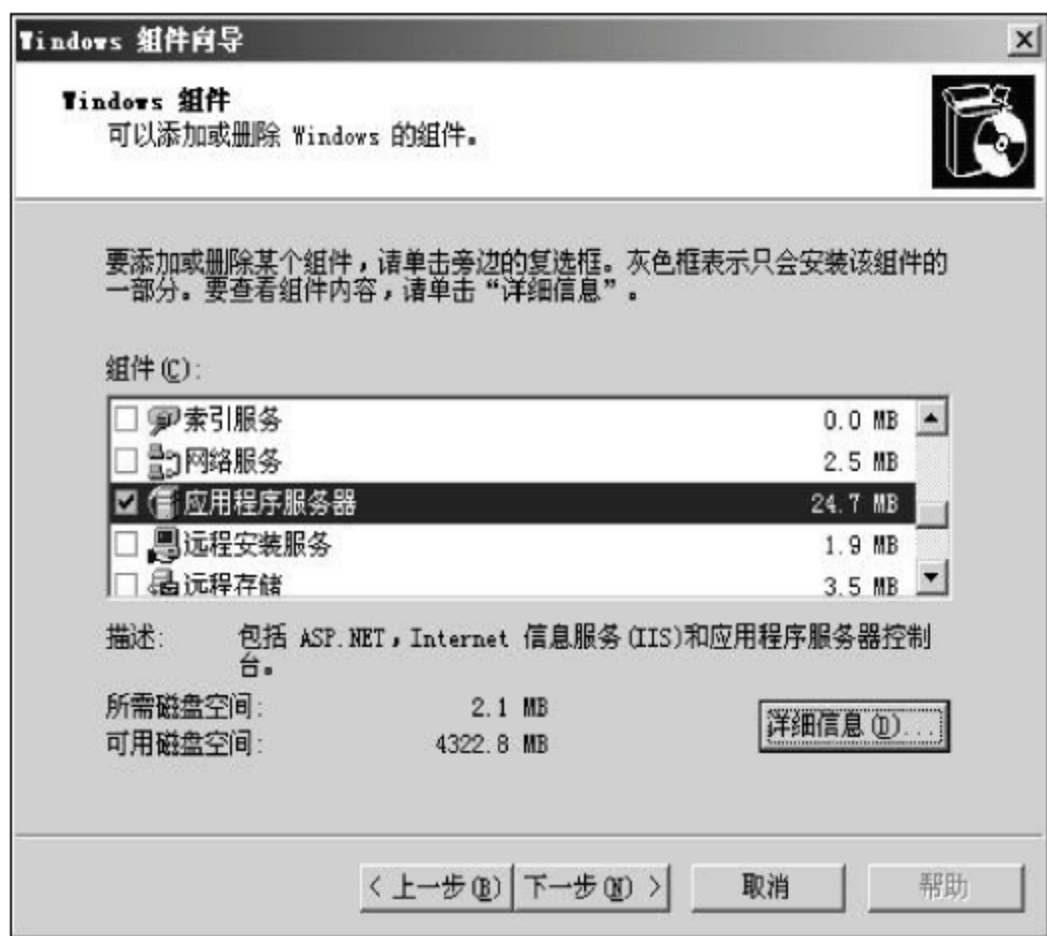 Windows 组件向导
Windows 组件
可以添加或删除 Windows 的组件。
要添加或删除某个组件，请单击旁边的复选框。灰色框表示只会安装该组件的
一部分。要查看组件内容，请单击“详细信息”。
组件(C):
索引服务 0.0 MB
网络服务 2.5 MB
应用程序服务器 24.7 MB
远程安装服务 1.9 MB
远程存储 3.5 MB
描述: 包括 ASP.NET，Internet 信息服务(IIS)和应用程序服务器控制
台。
所需磁盘空间: 2.1 MB
可用磁盘空间: 4322.8 MB
详细信息(D)...
< 上一步(B) 下一步(N) > 取消 帮助